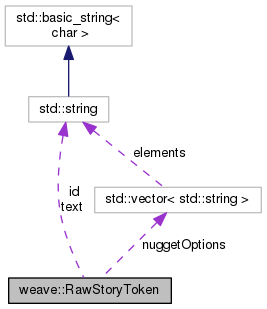 std::basic_string<
char >
std::string
elements
id
text
std::vector< std::string >
nuggetOptions
weave::RawStoryToken